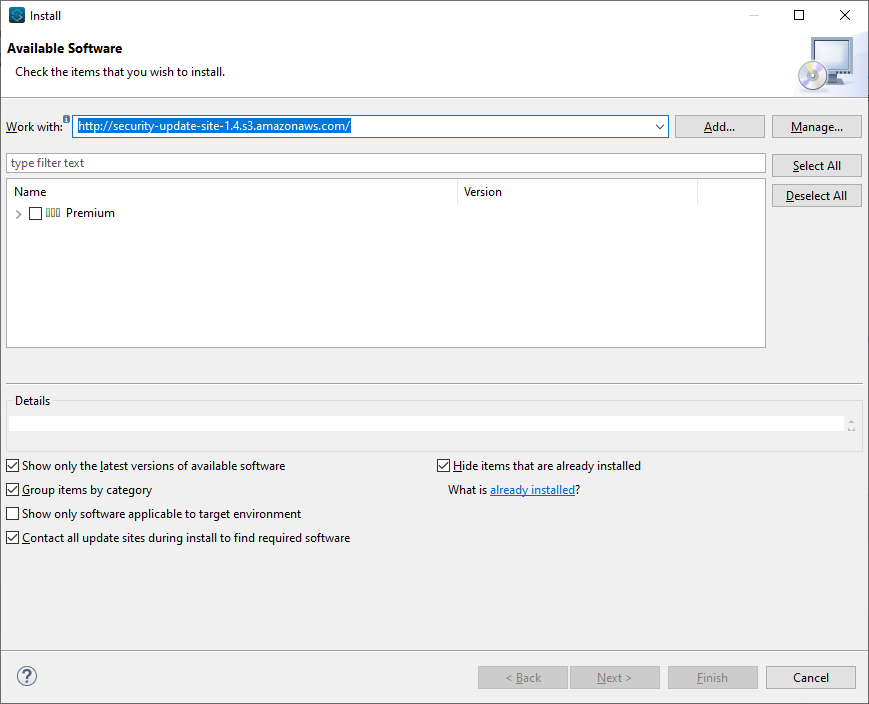 Install
Available Software
Check the items that you wish to install.
Work with: http://security-update-site-1.4.s3.amazonaws.com/ Add... Manage...
type filter text
Select All
Deselect All
Name Version
Premium
Details
Show only the latest versions of available software
Hide items that are already installed
Group items by category
What is already installed?
Show only software applicable to target environment
Contact all update sites during install to find required software
? < Back Next > Finish Cancel